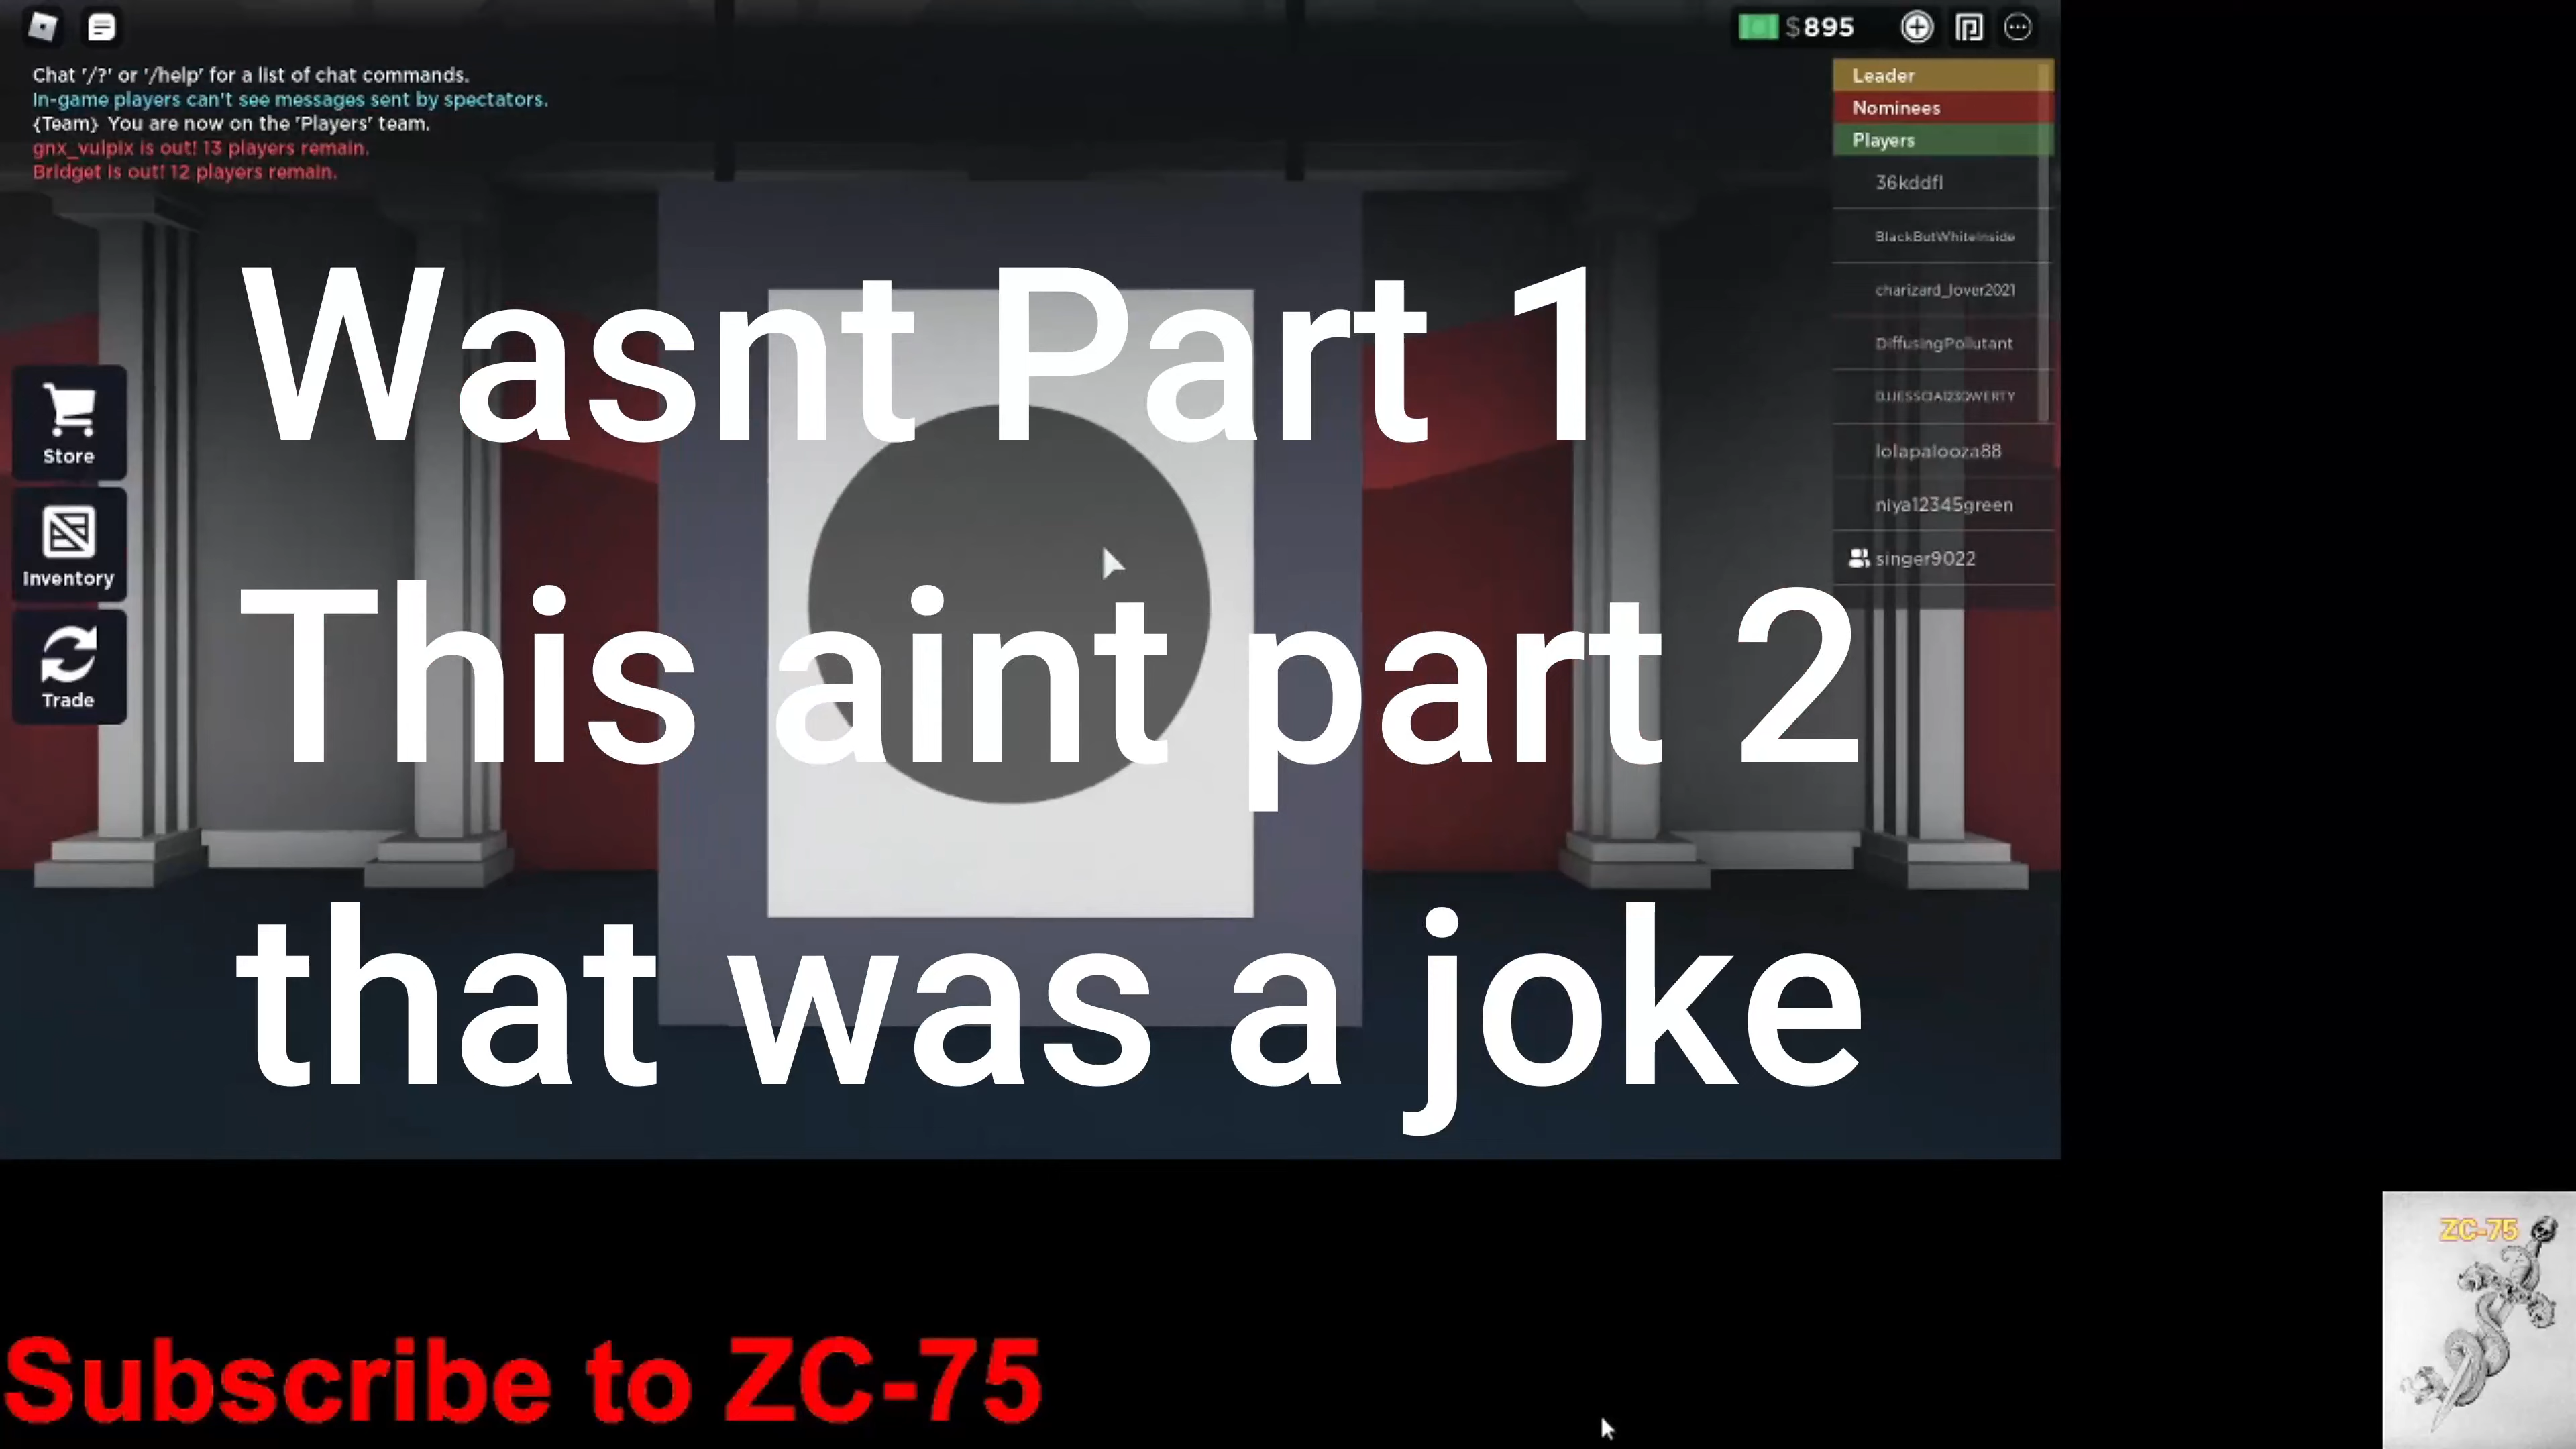 $895
Chat '/?' or '/help' for a list of chat commands.
In-game players can't see messages sent by spectators.
{Team} You are now on the 'Players' team.
gnx_vulpix is out! 13 players remain.
Bridget is out! 12 players remain.
Leader
Nominees
Players
36kddfl
BlackButWhiteInside
charizard_lover2021
DiffusingPollutant
lolapalooza88
niya12345green
singer9022
Store
Inventory
Trade
Wasnt Part 1
This aint part 2
that was a joke
ZC-75
Subscribe to ZC-75